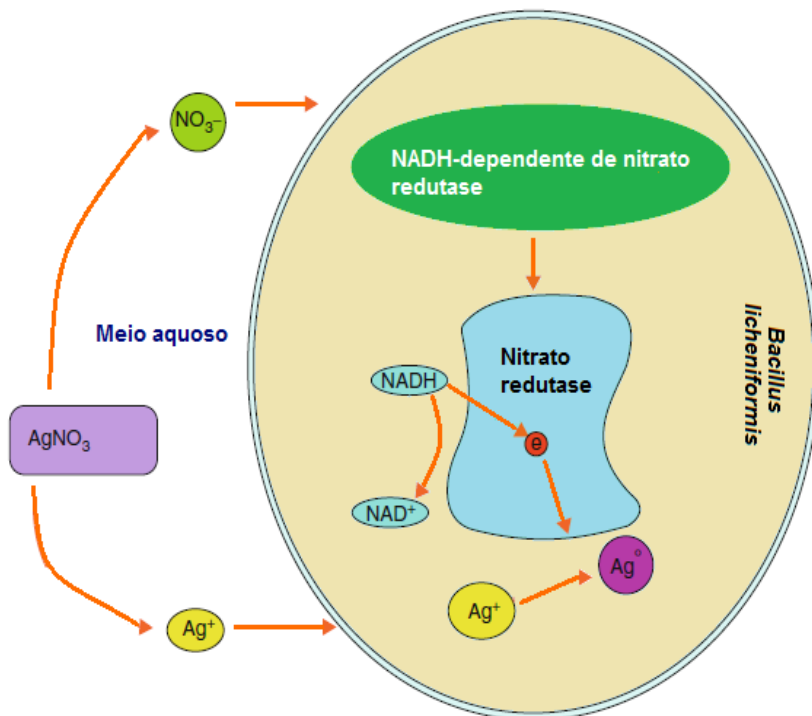 NO₃⁻
NADH-dependente de nitrato
redutase
Meio aquoso
Nitrato
redutase
NADH
e
AgNO₃
NAD⁺
Ag°
Ag⁺
Ag⁺
Bacillus
licheniformis